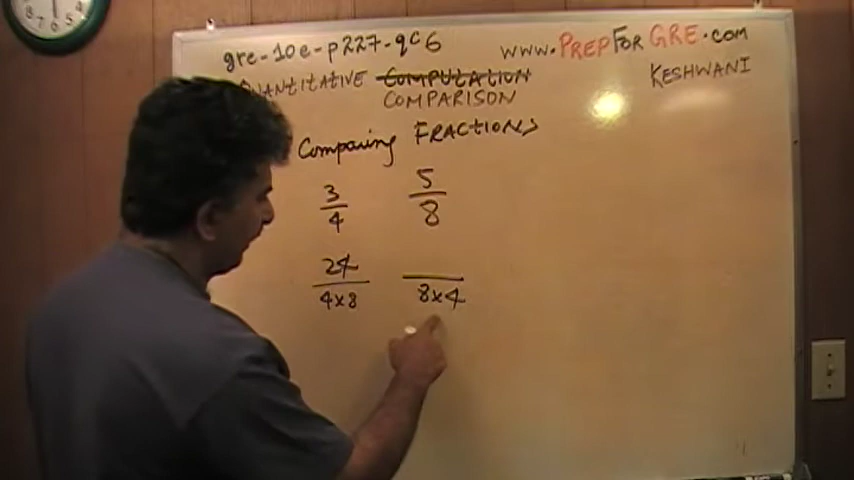 gre-10e-p227-qc6
www.PREPFORGRE.com
QUANTITATIVE COMPULATION
KESHWANI
COMPARISON
Comparing FRACTIONS
3/4 5/8
24/4x8 /8x4